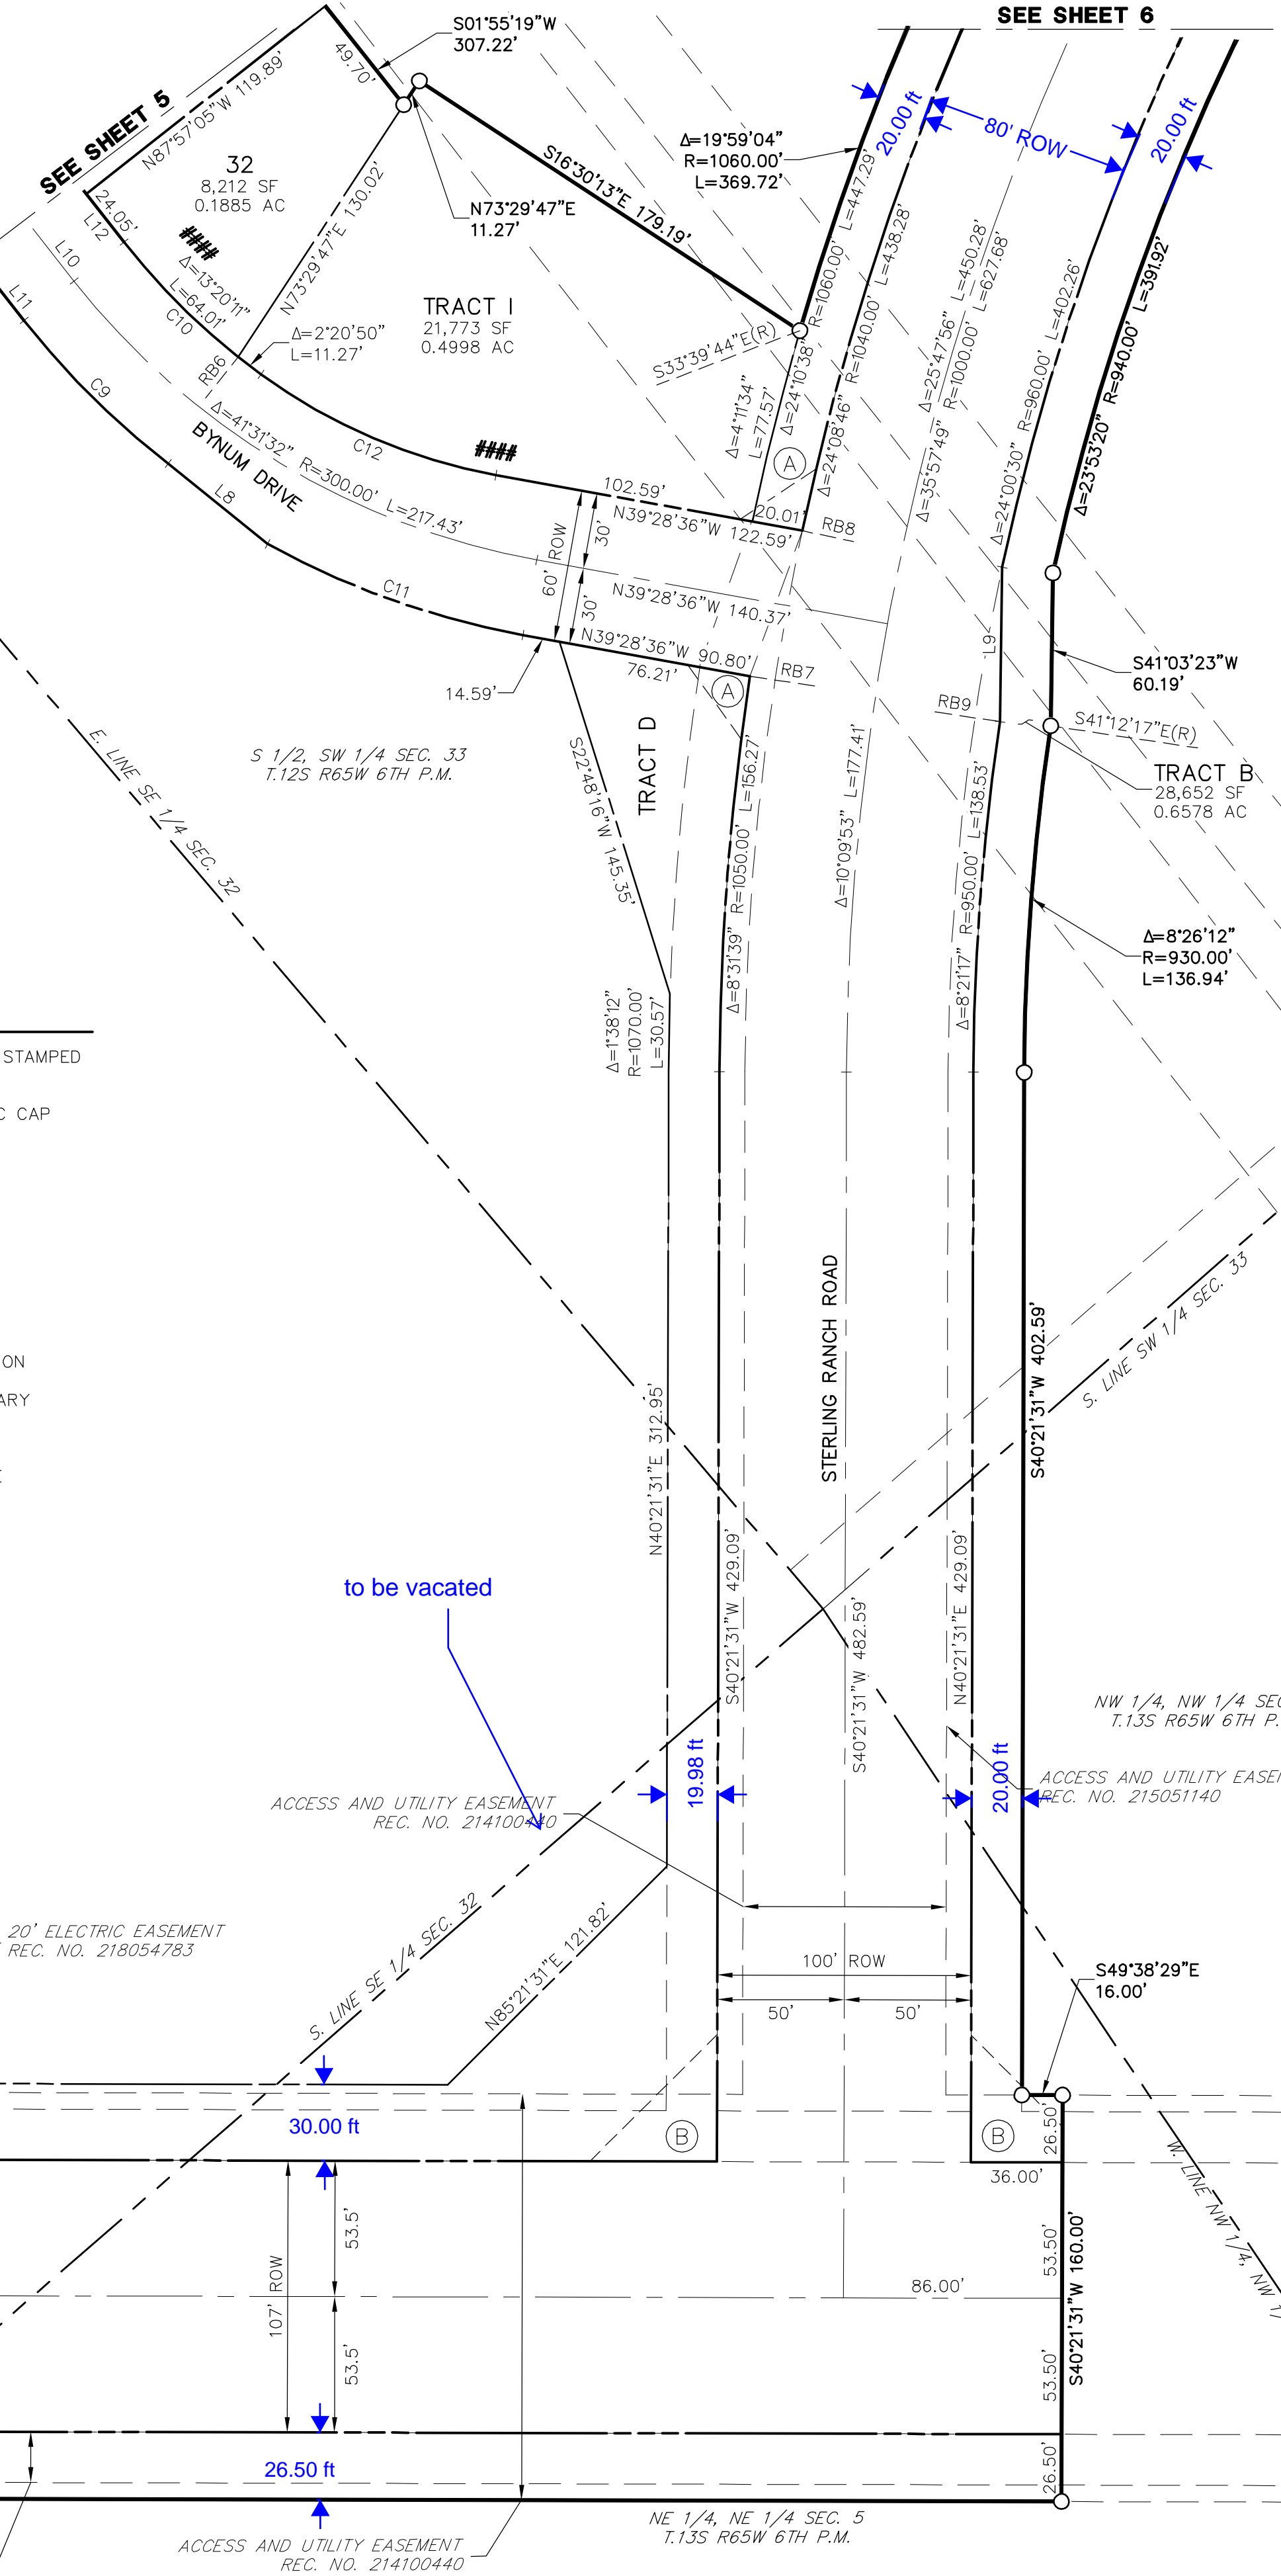 SEE SHEET 6
S01°55'19"W
307.22'
49.70'
N87°57'05"W 119.89'
SEE SHEET 5
32
8,212 SF
0.1885 AC
24.05'
L12
L10
L11
####
Δ=13°20'11"
L=64.01'
C10
C9
N73°29'47"E 130.02'
N73°29'47"E
11.27'
S16°30'13"E 179.19'
Δ=19°59'04"
R=1060.00'
L=369.72'
20.00 ft
80' ROW
20.00 ft
TRACT I
21,773 SF
0.4998 AC
Δ=2°20'50"
L=11.27'
RB6
S33°39'44"E(R)
Δ=24°10'38" R=1060.00' L=447.29'
Δ=4°11'34"
L=77.57'
Δ=24°08'46" R=1040.00' L=438.28'
Δ=25°47'56" L=450.28'
Δ=35°57'49" R=1000.00' L=627.68'
Δ=24°00'30" R=960.00' L=402.26'
Δ=23°53'20" R=940.00' L=391.92'
Δ=41°31'32" R=300.00' L=217.43'
BYNUM DRIVE
C12
####
L8
A
102.59'
20.01'
N39°28'36"W 122.59'
RB8
60' ROW
30'
30'
C11
N39°28'36"W 140.37'
N39°28'36"W 90.80'
76.21'
RB7
A
14.59'
L9
S41°03'23"W
60.19'
RB9
S41°12'17"E(R)
TRACT B
28,652 SF
0.6578 AC
S 1/2, SW 1/4 SEC. 33
T.12S R65W 6TH P.M.
E. LINE SE 1/4 SEC. 32
TRACT D
S22°48'16"W 145.35'
Δ=8°31'39" R=1050.00' L=156.27'
Δ=10°09'53" L=177.41'
Δ=8°21'17" R=950.00' L=138.53'
Δ=8°26'12"
R=930.00'
L=136.94'
Δ=1°38'12"
R=1070.00'
L=30.57'
STAMPED
C CAP
ON
ARY
STERLING RANCH ROAD
N40°21'31"E 312.95'
S40°21'31"W 402.59'
S. LINE SW 1/4 SEC. 33
to be vacated
S40°21'31"W 429.09'
S40°21'31"W 482.59'
N40°21'31"E 429.09'
NW 1/4, NW 1/4 SEC
T.13S R65W 6TH P.
19.98 ft
20.00 ft
ACCESS AND UTILITY EASEMENT
REC. NO. 214100440
ACCESS AND UTILITY EASE
REC. NO. 215051140
20' ELECTRIC EASEMENT
REC. NO. 218054783
S. LINE SE 1/4 SEC. 32
N85°21'31"E 121.82'
100' ROW
50'
50'
S49°38'29"E
16.00'
30.00 ft
B
B
26.50'
36.00'
W. LINE NW 1/4, NW 1/
107' ROW
53.5'
53.5'
86.00'
53.50'
53.50'
S40°21'31"W 160.00'
26.50 ft
26.50'
NE 1/4, NE 1/4 SEC. 5
T.13S R65W 6TH P.M.
ACCESS AND UTILITY EASEMENT
REC. NO. 214100440